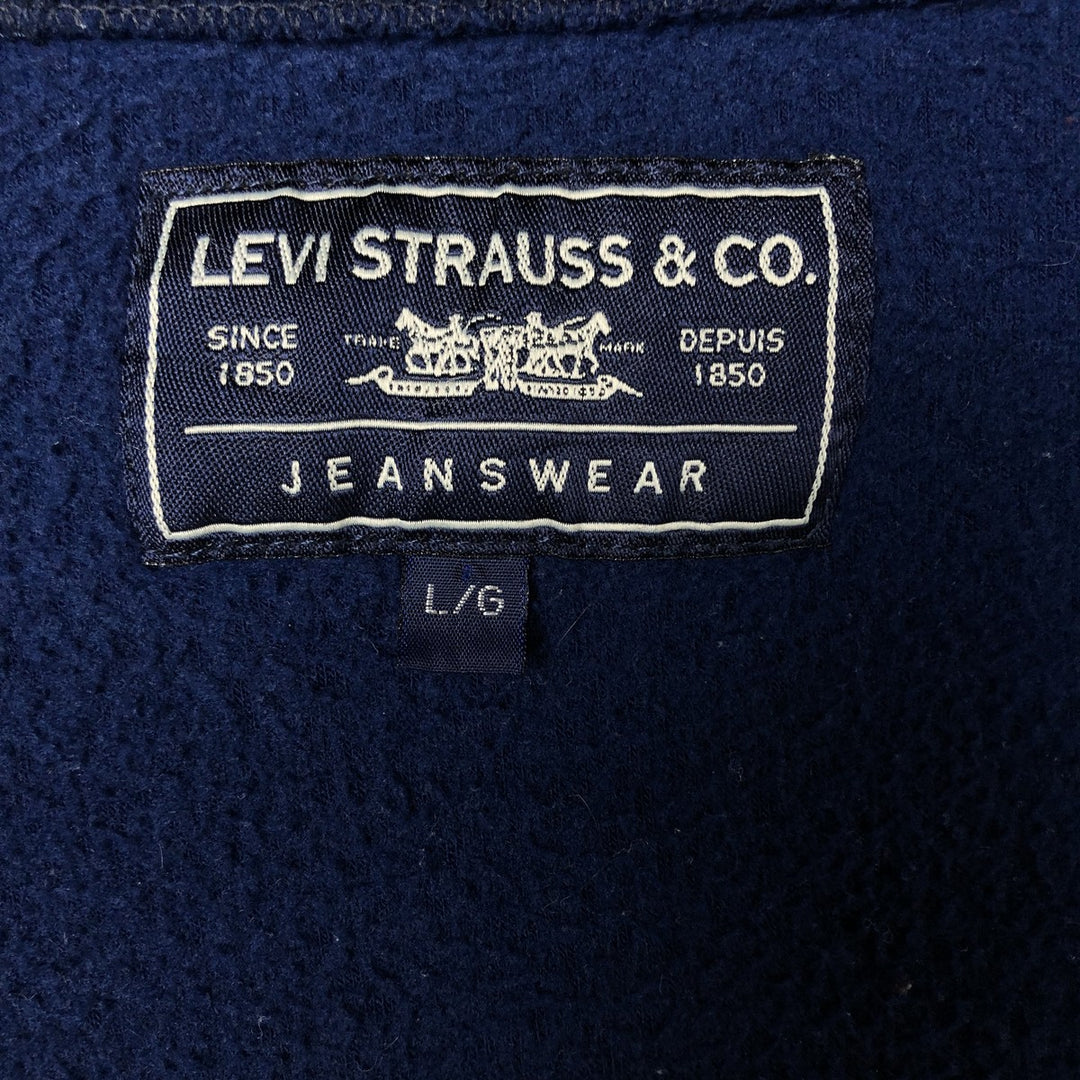 LEVI STRAUSS & CO.
SINCE 1850
TRADE MARK
DEPUIS 1850
JEANSWEAR
L/G